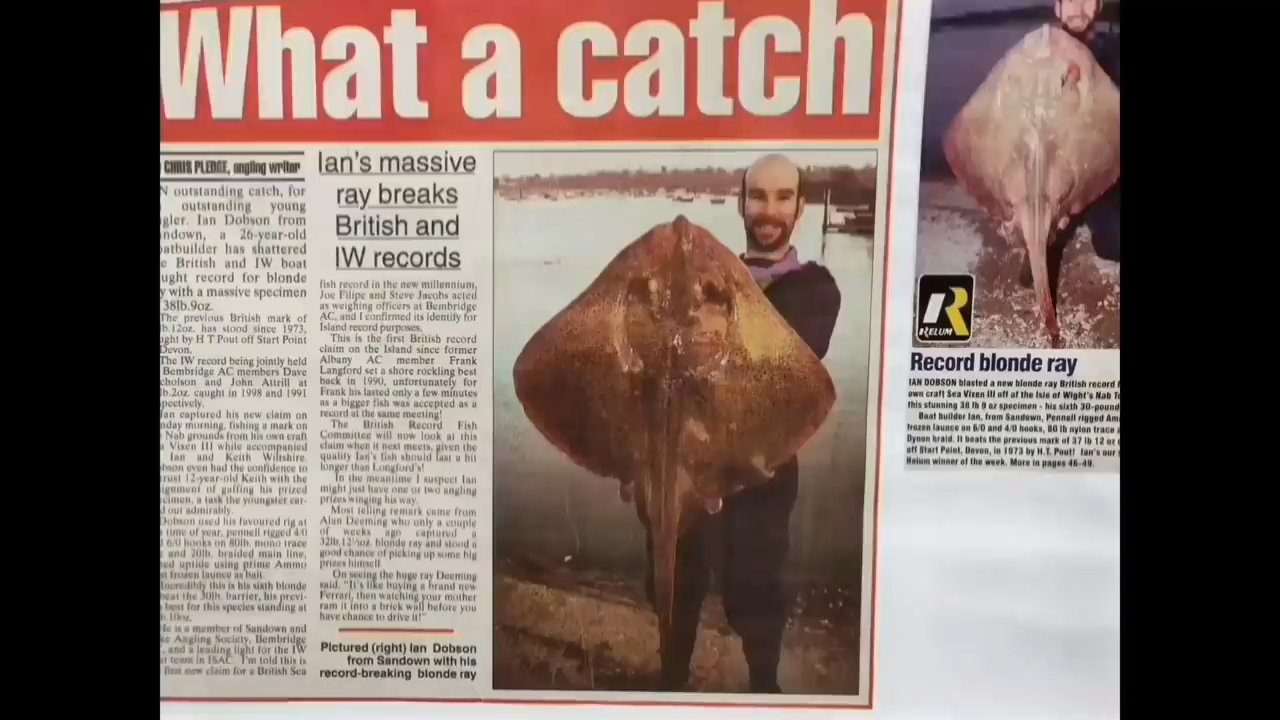 What a catch
CHRIS PLEDGE, angling writer
N outstanding catch, for
outstanding young
gler. Ian Dobson from
ndown, a 26-year-old
atbuilder has shattered
e British and IW boat
ught record for blonde
y with a massive specimen
38lb.9oz.
The previous British mark of
lb.12oz. has stood since 1973,
ught by H T Pout off Start Point
Devon.
The IW record being jointly held
Bembridge AC members Dave
cholson and John Attrill at
lb.2oz. caught in 1998 and 1991
pectively.
Ian captured his new claim on
nday morning, fishing a mark on
Nab grounds from his own craft
a Vixen III while accompanied
Ian and Keith Wiltshire.
obson even had the confidence to
trust 12-year-old Keith with the
ignment of gaffing his prized
cimen, a task the youngster car-
d out admirably.
Dobson used his favoured rig at
time of year, pennell rigged 4/0
6/0 hooks on 80lb. mono trace
and 20lb. braided main line,
ed uptide using prime Ammo
st frozen launce as bait.
Incredibly this is his sixth blonde
beat the 30lb. barrier, his previ-
best for this species standing at
10oz.
He is a member of Sandown and
ke Angling Society, Bembridge
, and a leading light for the IW
at team in ISAC. I'm told this is
first new claim for a British Sea
Ian's massive
ray breaks
British and
IW records
fish record in the new millennium,
Joe Filipe and Steve Jacobs acted
as weighing officers at Bembridge
AC, and I confirmed its identify for
Island record purposes.
This is the first British record
claim on the Island since former
Albany AC member Frank
Langford set a shore rockling best
back in 1990, unfortunately for
Frank his lasted only a few minutes
as a bigger fish was accepted as a
record at the same meeting!
The British Record Fish
Committee will now look at this
claim when it next meets, given the
quality Ian's fish should last a bit
longer than Longford's!
In the meantime I suspect Ian
might just have one or two angling
prizes winging his way.
Most telling remark came from
Alan Deeming who only a couple
of weeks ago captured a
32lb.12½oz. blonde ray and stood a
good chance of picking up some big
prizes himself.
On seeing the huge ray Deeming
said, "It's like buying a brand new
Ferrari, then watching your mother
ram it into a brick wall before you
have chance to drive it!"
Pictured (right) Ian Dobson
from Sandown with his
record-breaking blonde ray
R
RELUM
Record blonde ray
IAN DOBSON blasted a new blonde ray British record
own craft Sea Vixen III off of the Isle of Wight's Nab To
this stunning 38 lb 9 oz specimen - his sixth 30-pound
Boat builder Ian, from Sandown, Pennell rigged Am
frozen launce on 6/0 and 4/0 hooks, 80 lb nylon trace a
Dynon braid. It beats the previous mark of 37 lb 12 oz
off Start Point, Devon, in 1973 by H.T. Pout! Ian's our
Relum winner of the week. More in pages 46-49.